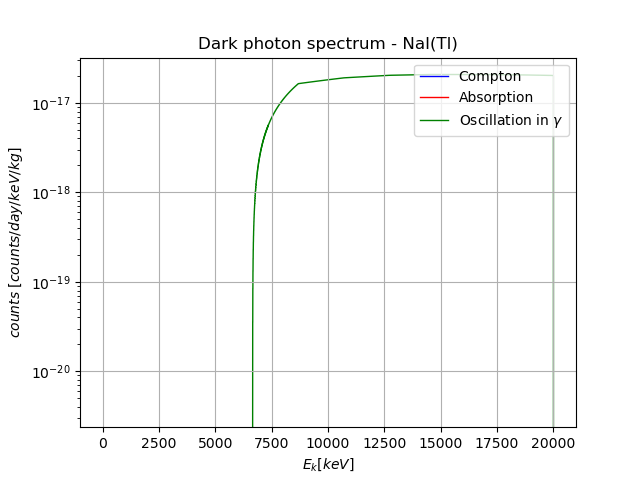 Dark photon spectrum - NaI(Tl)
Compton
Absorption
Oscillation in γ
10⁻¹⁷
10⁻¹⁸
10⁻¹⁹
10⁻²⁰
counts [counts/day/keV/kg]
0 2500 5000 7500 10000 12500 15000 17500 20000
E_k[keV]